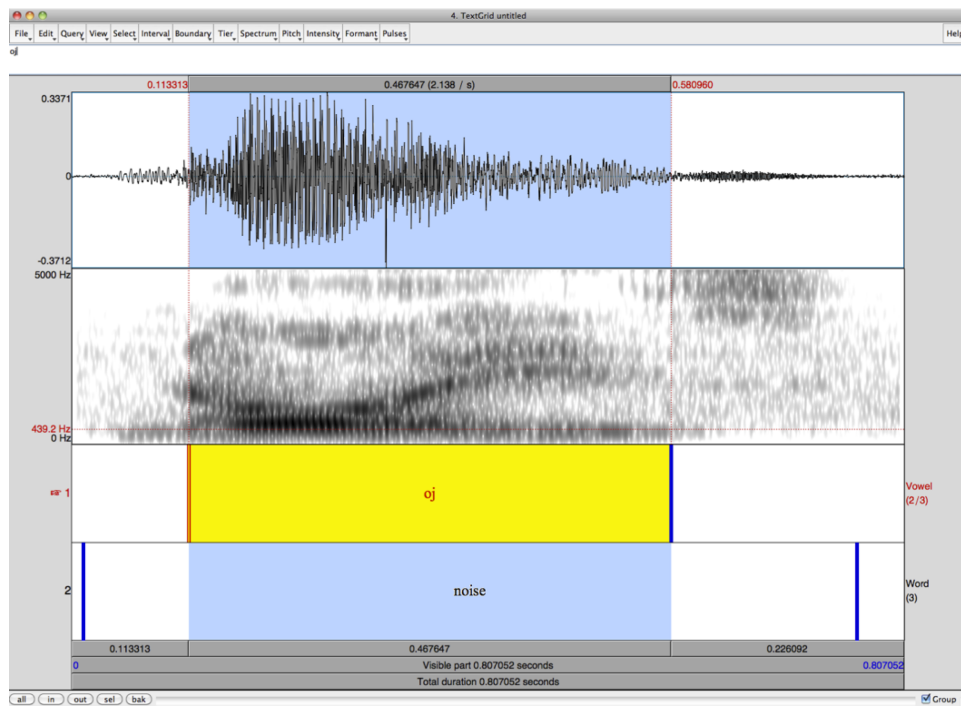 4. TextGrid untitled
File Edit Query View Select Interval Boundary Tier Spectrum Pitch Intensity Formant Pulses Help
oj
0.113313 0.467647 (2.138 / s) 0.580960
0.3371
0
-0.3712
5000 Hz
439.2 Hz
0 Hz
1 oj Vowel
(2/3)
2 noise Word
(3)
0.113313 0.467647 0.226092
0 Visible part 0.807052 seconds 0.807052
Total duration 0.807052 seconds
all in out sel bak Group